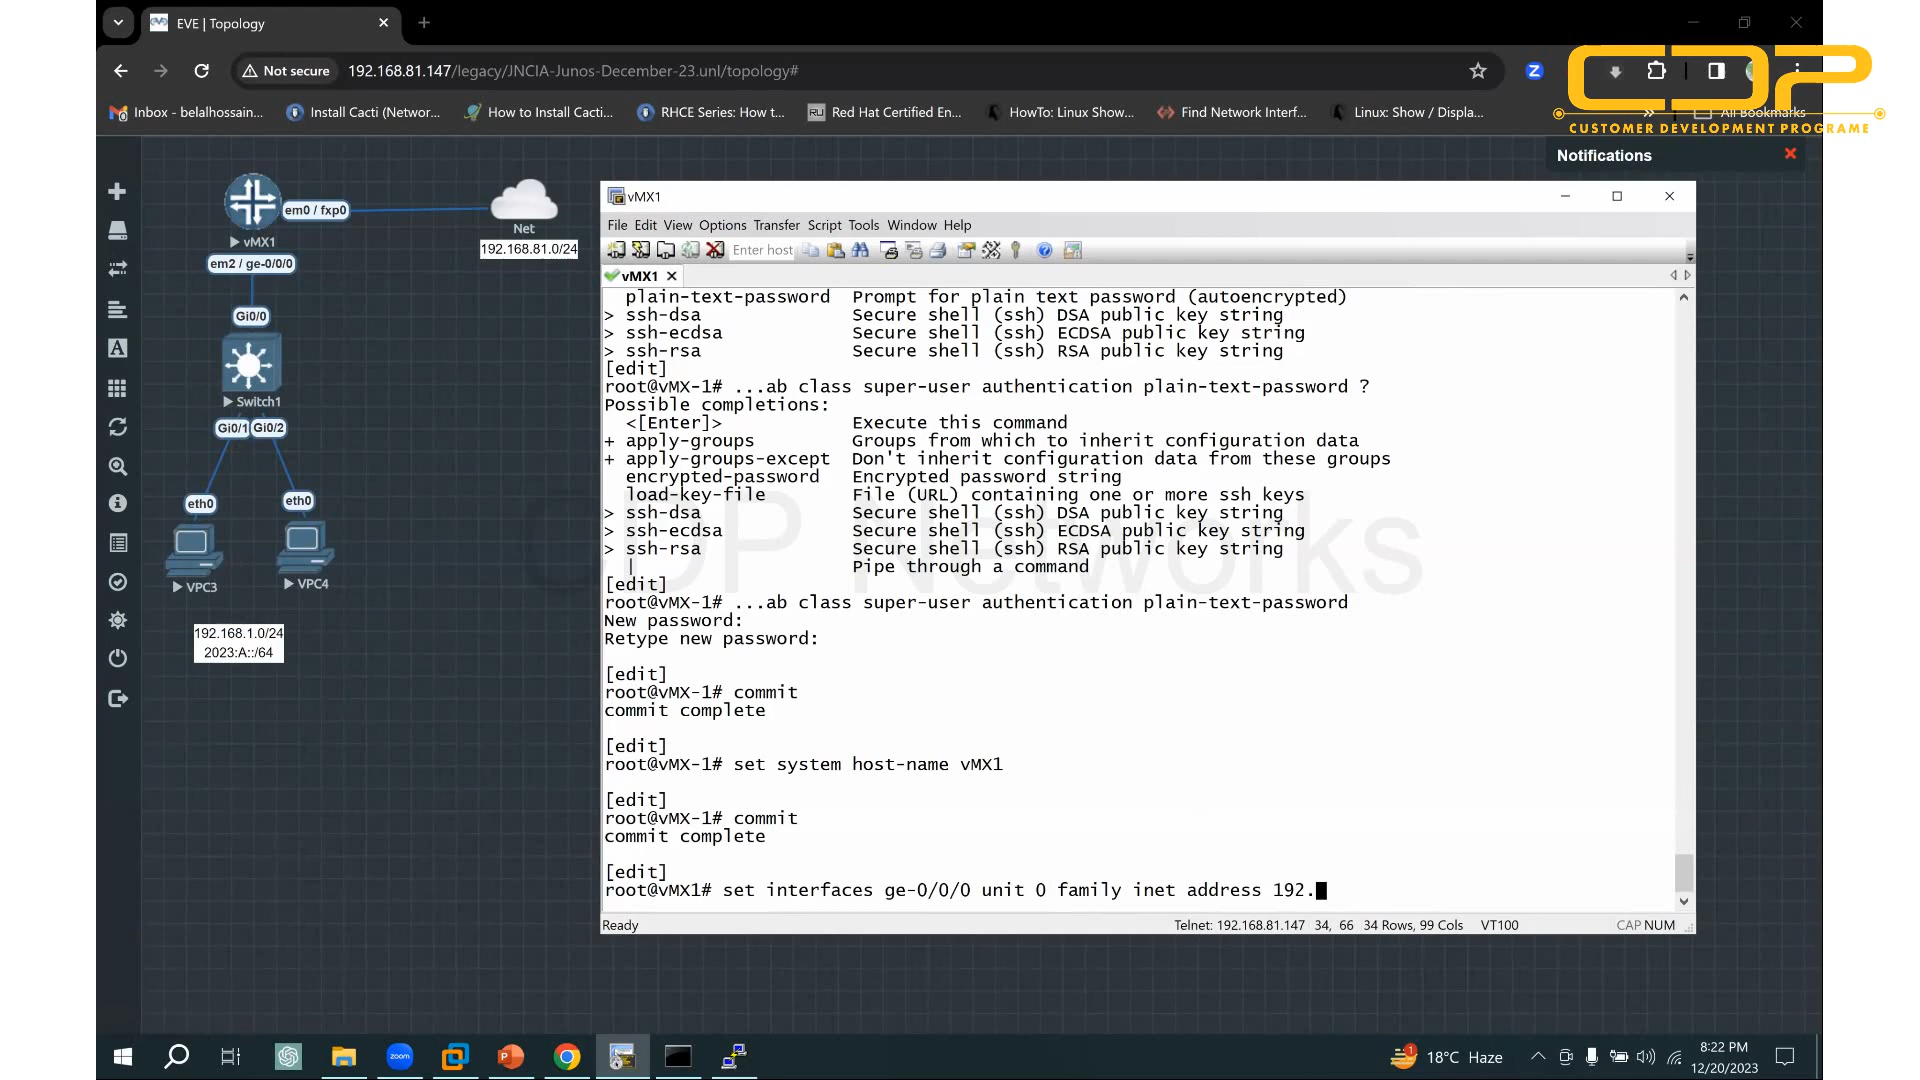 EVE | Topology
Not secure
192.168.81.147/legacy/JNCIA-Junos-December-23.unl/topology#
Inbox - belalhossain...
Install Cacti (Networ...
How to Install Cacti...
RHCE Series: How t...
RU
Red Hat Certified En...
HowTo: Linux Show...
Find Network Interf...
Linux: Show / Displa...
All Bookmarks
CDP
CUSTOMER DEVELOPMENT PROGRAME
Notifications
em0 / fxp0
vMX1
Net
192.168.81.0/24
em2 / ge-0/0/0
Gi0/0
Switch1
Gi0/1
Gi0/2
eth0
eth0
VPC3
VPC4
192.168.1.0/24
2023:A::/64
vMX1
File Edit View Options Transfer Script Tools Window Help
Enter host
vMX1
plain-text-password Prompt for plain text password (autoencrypted)
> ssh-dsa Secure shell (ssh) DSA public key string
> ssh-ecdsa Secure shell (ssh) ECDSA public key string
> ssh-rsa Secure shell (ssh) RSA public key string
[edit]
root@vMX-1# ...ab class super-user authentication plain-text-password ?
Possible completions:
<[Enter]> Execute this command
+ apply-groups Groups from which to inherit configuration data
+ apply-groups-except Don't inherit configuration data from these groups
encrypted-password Encrypted password string
load-key-file File (URL) containing one or more ssh keys
> ssh-dsa Secure shell (ssh) DSA public key string
> ssh-ecdsa Secure shell (ssh) ECDSA public key string
> ssh-rsa Secure shell (ssh) RSA public key string
| Pipe through a command
[edit]
root@vMX-1# ...ab class super-user authentication plain-text-password
New password:
Retype new password:
[edit]
root@vMX-1# commit
commit complete
[edit]
root@vMX-1# set system host-name vMX1
[edit]
root@vMX-1# commit
commit complete
[edit]
root@vMX1# set interfaces ge-0/0/0 unit 0 family inet address 192.
CDP Networks
Ready
Telnet: 192.168.81.147 34, 66 34 Rows, 99 Cols VT100 CAP NUM
zoom
1
18°C Haze
8:22 PM
12/20/2023